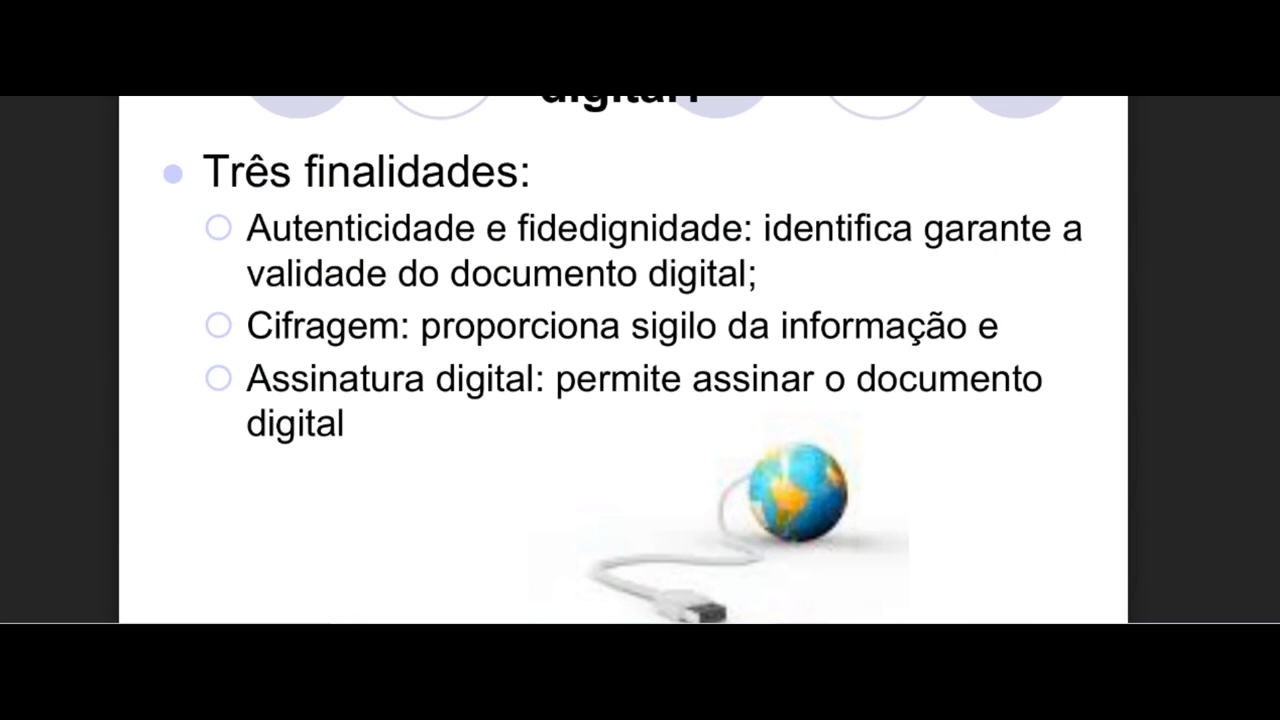 Três finalidades:
Autenticidade e fidedignidade: identifica garante a
validade do documento digital;
Cifragem: proporciona sigilo da informação e
Assinatura digital: permite assinar o documento
digital